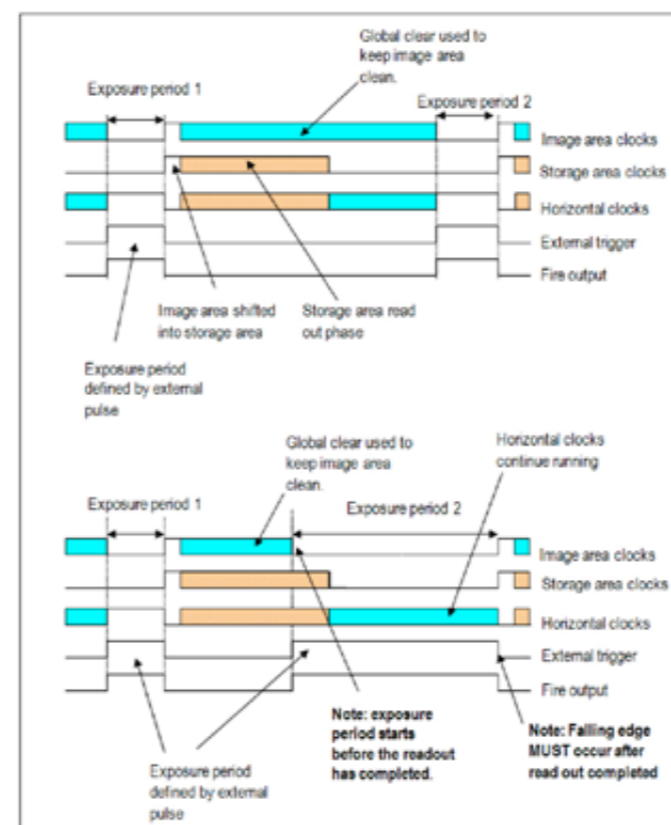 Global clear used to
keep image area
clean.
Exposure period 1
Exposure period 2
Image area clocks
Storage area clocks
Horizontal clocks
External trigger
Fire output
Image area shifted
into storage area
Storage area read
out phase
Exposure period
defined by external
pulse
Global clear used to
keep image area
clean.
Horizontal clocks
continue running
Exposure period 1
Exposure period 2
Image area clocks
Storage area clocks
Horizontal clocks
External trigger
Fire output
Note: exposure
period starts
before the readout
has completed.
Note: Falling edge
MUST occur after
read out completed
Exposure period
defined by external
pulse